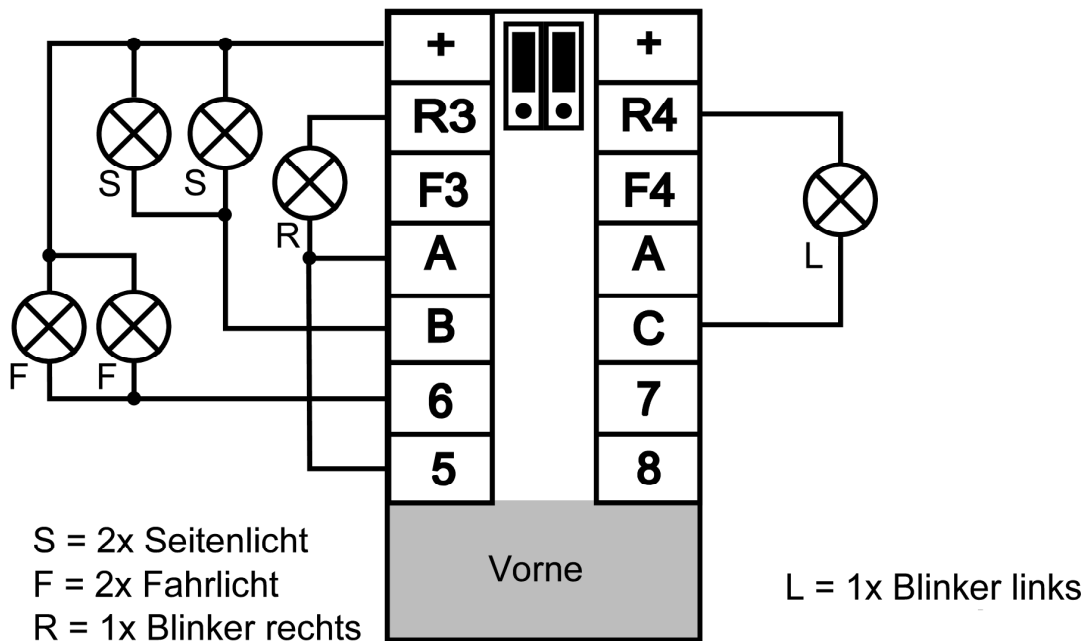 + +
R3 R4
S S
F3 F4
R
A A
L
B C
F F
6 7
5 8
S = 2x Seitenlicht
F = 2x Fahrlicht
R = 1x Blinker rechts
Vorne
L = 1x Blinker links